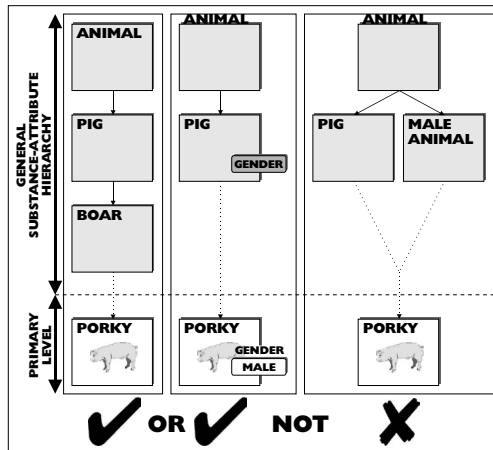 GENERAL
SUBSTANCE-ATTRIBUTE
HIERARCHY
PRIMARY
LEVEL
ANIMAL
PIG
BOAR
PORKY
ANIMAL
PIG
GENDER
PORKY
GENDER
MALE
ANIMAL
PIG
MALE
ANIMAL
PORKY
OR
NOT